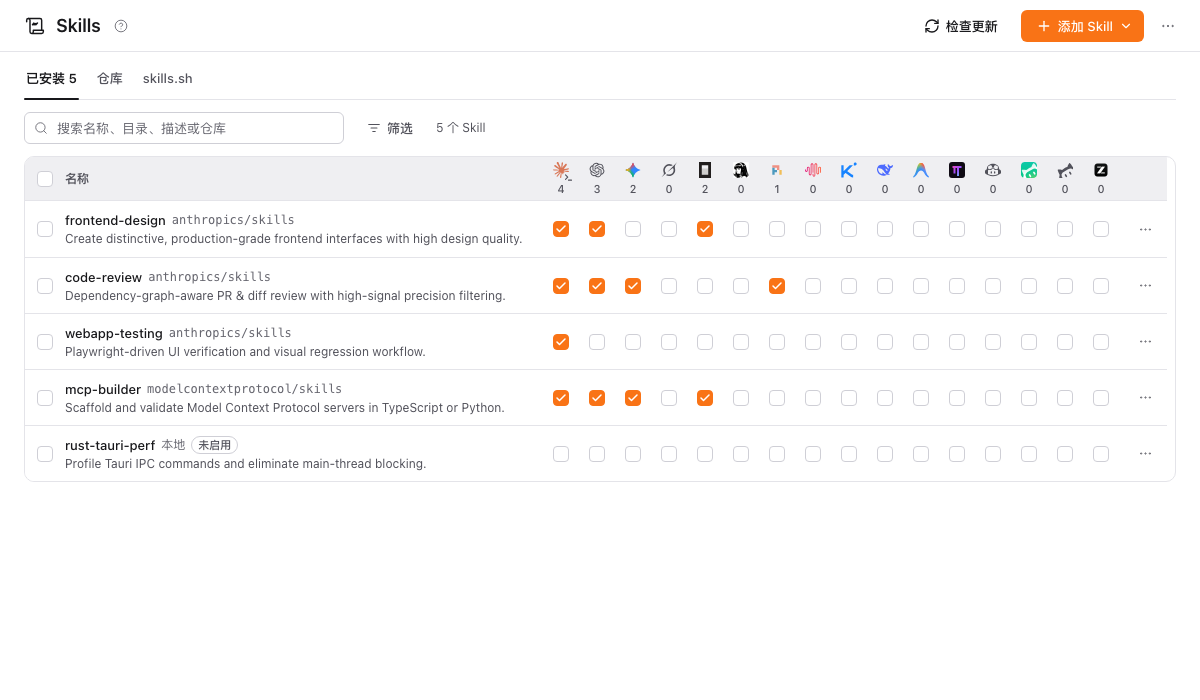 Skills
检查更新
添加 Skill
已安装 5 仓库 skills.sh
搜索名称、目录、描述或仓库
筛选
5 个 Skill
名称
4 3 2 0 2 0 1 0 0 0 0 0 0 0 0 0
frontend-design anthropics/skills
Create distinctive, production-grade frontend interfaces with high design quality.
code-review anthropics/skills
Dependency-graph-aware PR & diff review with high-signal precision filtering.
webapp-testing anthropics/skills
Playwright-driven UI verification and visual regression workflow.
mcp-builder modelcontextprotocol/skills
Scaffold and validate Model Context Protocol servers in TypeScript or Python.
rust-tauri-perf 本地 未启用
Profile Tauri IPC commands and eliminate main-thread blocking.